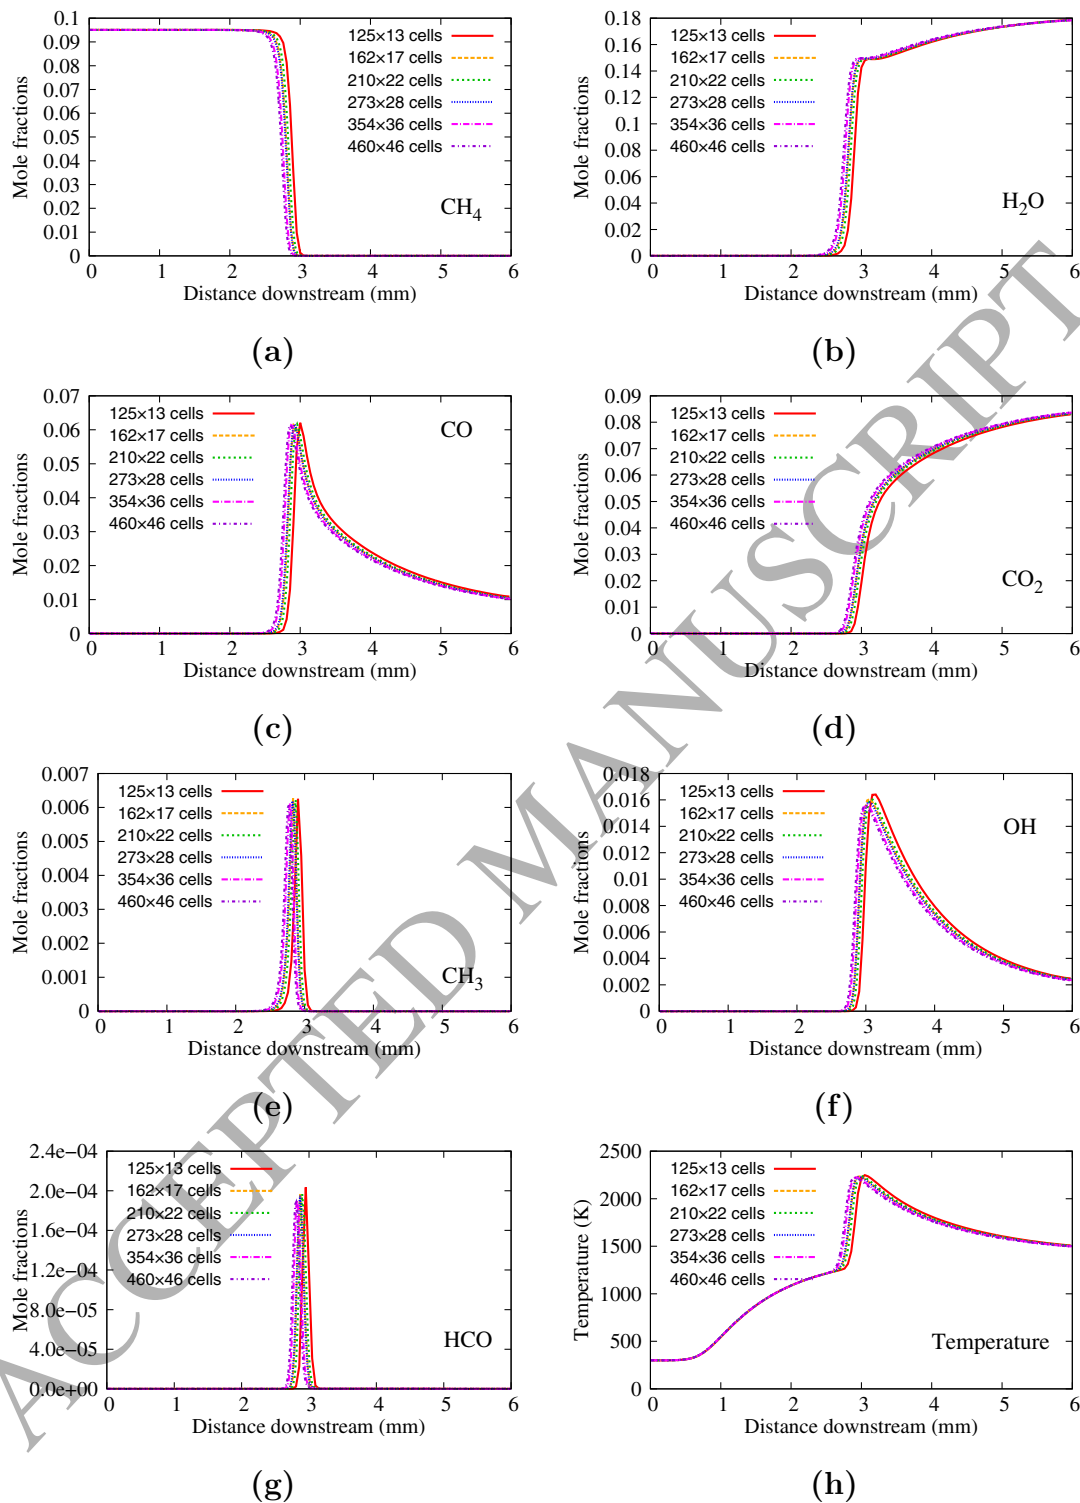 0.1
0.09
0.08
0.07
0.06
0.05
0.04
0.03
0.02
0.01
0
Mole fractions
125×13 cells
162×17 cells
210×22 cells
273×28 cells
354×36 cells
460×46 cells
CH4
0 1 2 3 4 5 6
Distance downstream (mm)
(a)
0.18
0.16
0.14
0.12
0.1
0.08
0.06
0.04
0.02
0
Mole fractions
125×13 cells
162×17 cells
210×22 cells
273×28 cells
354×36 cells
460×46 cells
H2O
0 1 2 3 4 5 6
Distance downstream (mm)
(b)
0.07
0.06
0.05
0.04
0.03
0.02
0.01
0
Mole fractions
125×13 cells
162×17 cells
210×22 cells
273×28 cells
354×36 cells
460×46 cells
CO
0 1 2 3 4 5 6
Distance downstream (mm)
(c)
0.09
0.08
0.07
0.06
0.05
0.04
0.03
0.02
0.01
0
Mole fractions
125×13 cells
162×17 cells
210×22 cells
273×28 cells
354×36 cells
460×46 cells
CO2
0 1 2 3 4 5 6
Distance downstream (mm)
(d)
0.007
0.006
0.005
0.004
0.003
0.002
0.001
0
Mole fractions
125×13 cells
162×17 cells
210×22 cells
273×28 cells
354×36 cells
460×46 cells
CH3
0 1 2 3 4 5 6
Distance downstream (mm)
(e)
0.018
0.016
0.014
0.012
0.01
0.008
0.006
0.004
0.002
0
Mole fractions
125×13 cells
162×17 cells
210×22 cells
273×28 cells
354×36 cells
460×46 cells
OH
0 1 2 3 4 5 6
Distance downstream (mm)
(f)
2.4e-04
2.0e-04
1.6e-04
1.2e-04
8.0e-05
4.0e-05
0.0e+00
Mole fractions
125×13 cells
162×17 cells
210×22 cells
273×28 cells
354×36 cells
460×46 cells
HCO
0 1 2 3 4 5 6
Distance downstream (mm)
(g)
2500
2000
1500
1000
500
0
Temperature (K)
125×13 cells
162×17 cells
210×22 cells
273×28 cells
354×36 cells
460×46 cells
Temperature
0 1 2 3 4 5 6
Distance downstream (mm)
(h)
ACCEPTED MANUSCRIPT